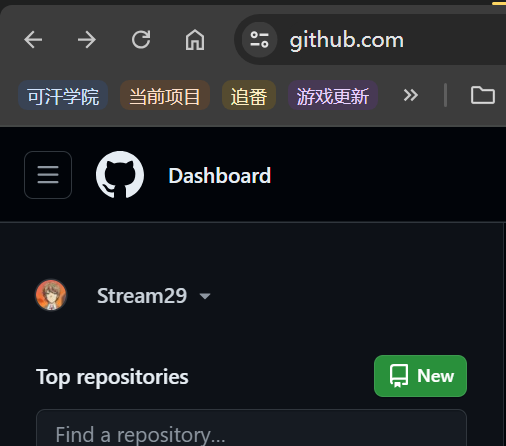 github.com
可汗学院 当前项目 追番 游戏更新
Dashboard
Stream29
Top repositories New
Find a repository...